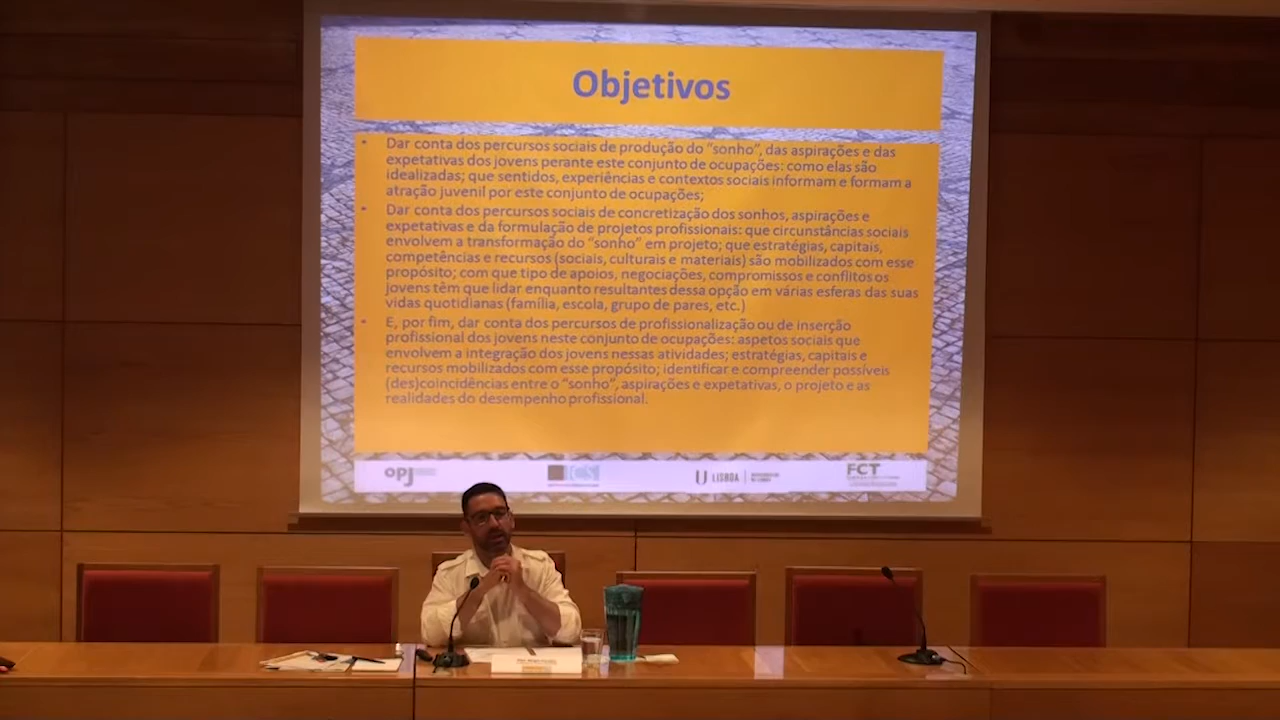 Objetivos
• Dar conta dos percursos sociais de produção do “sonho”, das aspirações e das
expetativas dos jovens perante este conjunto de ocupações: como elas são
idealizadas; que sentidos, experiências e contextos sociais informam e formam a
atração juvenil por este conjunto de ocupações;
• Dar conta dos percursos sociais de concretização dos sonhos, aspirações e
expetativas e da formulação de projetos profissionais: que circunstâncias sociais
envolvem a transformação do “sonho” em projeto; que estratégias, capitais,
competências e recursos (sociais, culturais e materiais) são mobilizados com esse
propósito; com que tipo de apoios, negociações, compromissos e conflitos os
jovens têm que lidar enquanto resultantes dessa opção em várias esferas das suas
vidas quotidianas (família, escola, grupo de pares, etc.)
• E, por fim, dar conta dos percursos de profissionalização ou de inserção
profissional dos jovens neste conjunto de ocupações: aspetos sociais que
envolvem a integração dos jovens nessas atividades; estratégias, capitais e
recursos mobilizados com esse propósito; identificar e compreender possíveis
(des)coincidências entre o “sonho”, aspirações e expetativas, o projeto e as
realidades do desempenho profissional.
OPJ
ICS
U LISBOA
FCT